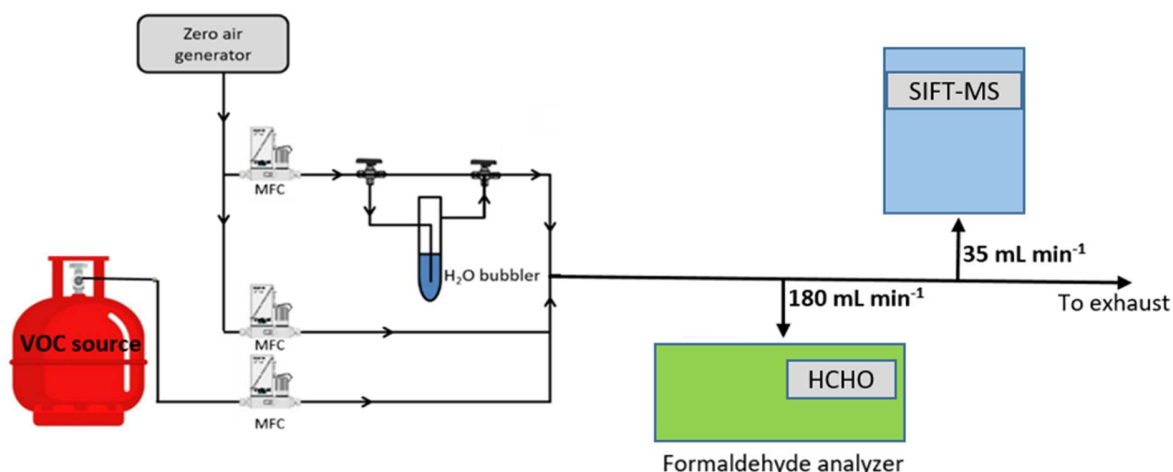 Zero air
generator
SIFT-MS
MFC
H₂O bubbler
35 mL min⁻¹
180 mL min⁻¹
To exhaust
MFC
VOC source
HCHO
MFC
Formaldehyde analyzer